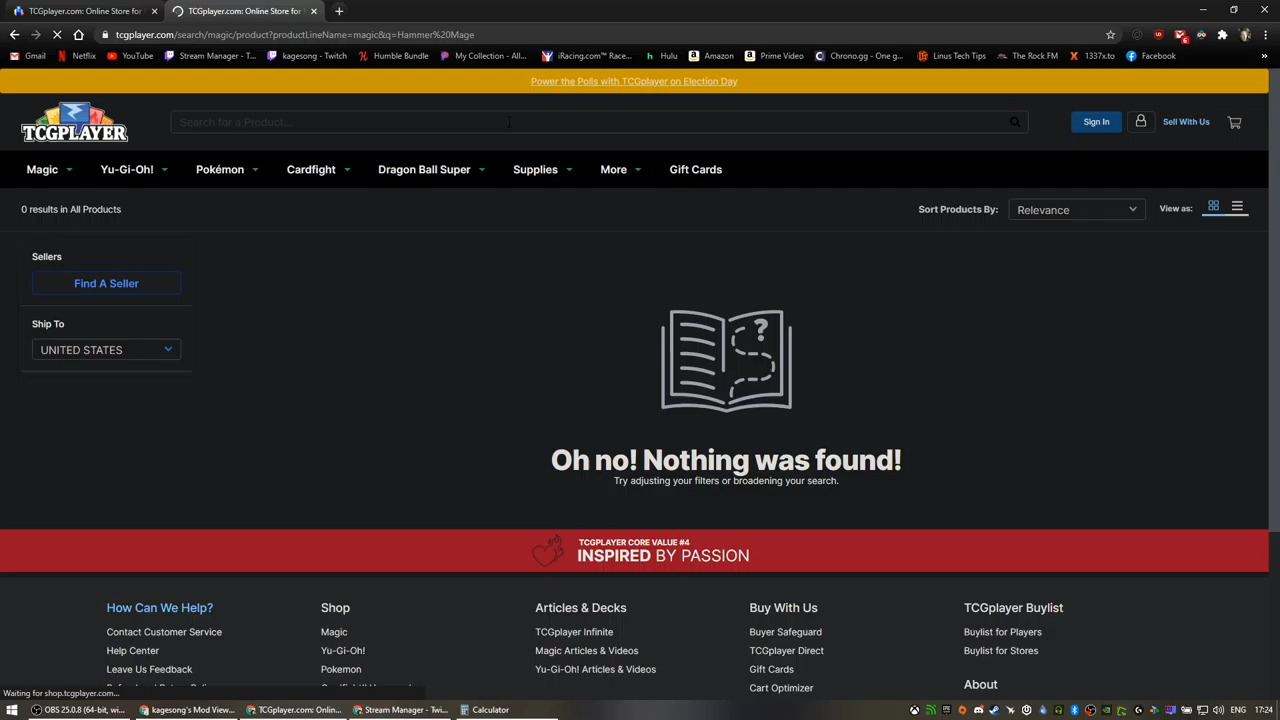 TCGplayer.com: Online Store for
TCGplayer.com: Online Store for
tcgplayer.com/search/magic/product?productLineName=magic&q=Hammer%20Mage
Gmail
Netflix
YouTube
Stream Manager - T...
kagesong - Twitch
Humble Bundle
My Collection - All...
iRacing.com™ Race...
Hulu
Amazon
Prime Video
Chrono.gg - One g...
Linus Tech Tips
The Rock FM
1337x.to
Facebook
»
Power the Polls with TCGplayer on Election Day
TCGPLAYER
Search for a Product...
Sign In
Sell With Us
Magic
Yu-Gi-Oh!
Pokémon
Cardfight
Dragon Ball Super
Supplies
More
Gift Cards
0 results in All Products
Sort Products By:
Relevance
View as:
Sellers
Find A Seller
Ship To
UNITED STATES
?
Oh no! Nothing was found!
Try adjusting your filters or broadening your search.
TCGPLAYER CORE VALUE #4
INSPIRED BY PASSION
How Can We Help?
Shop
Articles & Decks
Buy With Us
TCGplayer Buylist
Contact Customer Service
Magic
TCGplayer Infinite
Buyer Safeguard
Buylist for Players
Help Center
Yu-Gi-Oh!
Magic Articles & Videos
TCGplayer Direct
Buylist for Stores
Leave Us Feedback
Pokemon
Yu-Gi-Oh! Articles & Videos
Gift Cards
Cart Optimizer
About
Waiting for shop.tcgplayer.com...
OBS 25.0.8 (64-bit, w...
kagesong's Mod View...
TCGplayer.com: Onlin...
Stream Manager - Twi...
Calculator
ENG
17:24